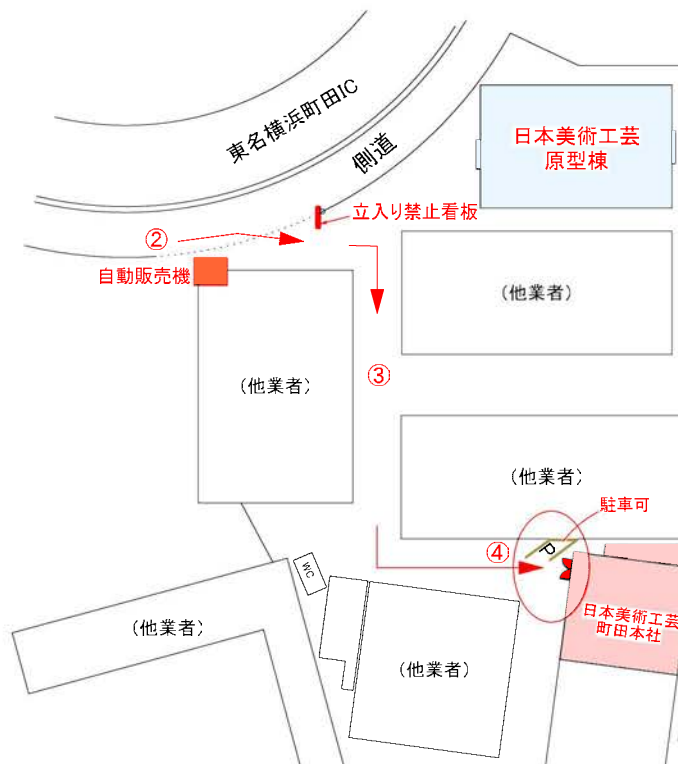 東名横浜町田IC
側道
日本美術工芸
原型棟
立入り禁止看板
②
自動販売機
(他業者)
(他業者)
③
(他業者)
駐車可
④
P
WC
日本美術工芸
町田本社
(他業者)
(他業者)